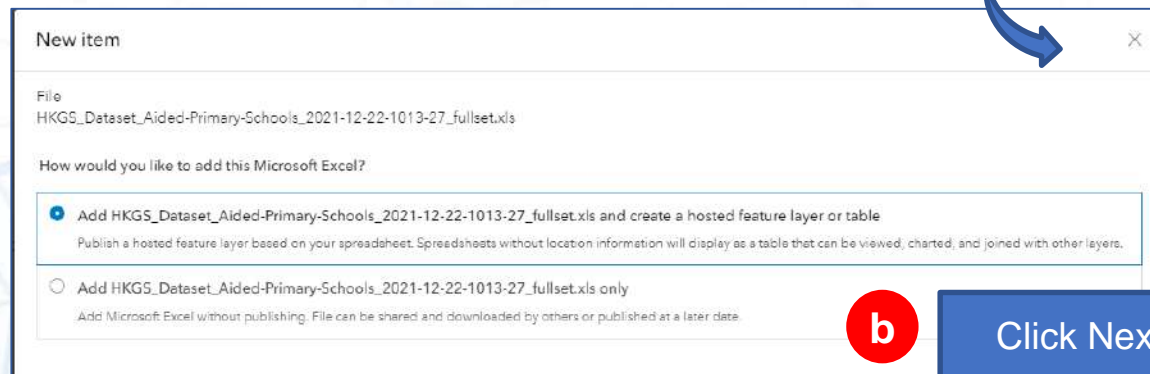 New item
File
HKGS_Dataset_Aided-Primary-Schools_2021-12-22-1013-27_fullset.xls
How would you like to add this Microsoft Excel?
Add HKGS_Dataset_Aided-Primary-Schools_2021-12-22-1013-27_fullset.xls and create a hosted feature layer or table
Publish a hosted feature layer based on your spreadsheet. Spreadsheets without location information will display as a table that can be viewed, charted, and joined with other layers.
Add HKGS_Dataset_Aided-Primary-Schools_2021-12-22-1013-27_fullset.xls only
Add Microsoft Excel without publishing. File can be shared and downloaded by others or published at a later date.
b
Click Nex